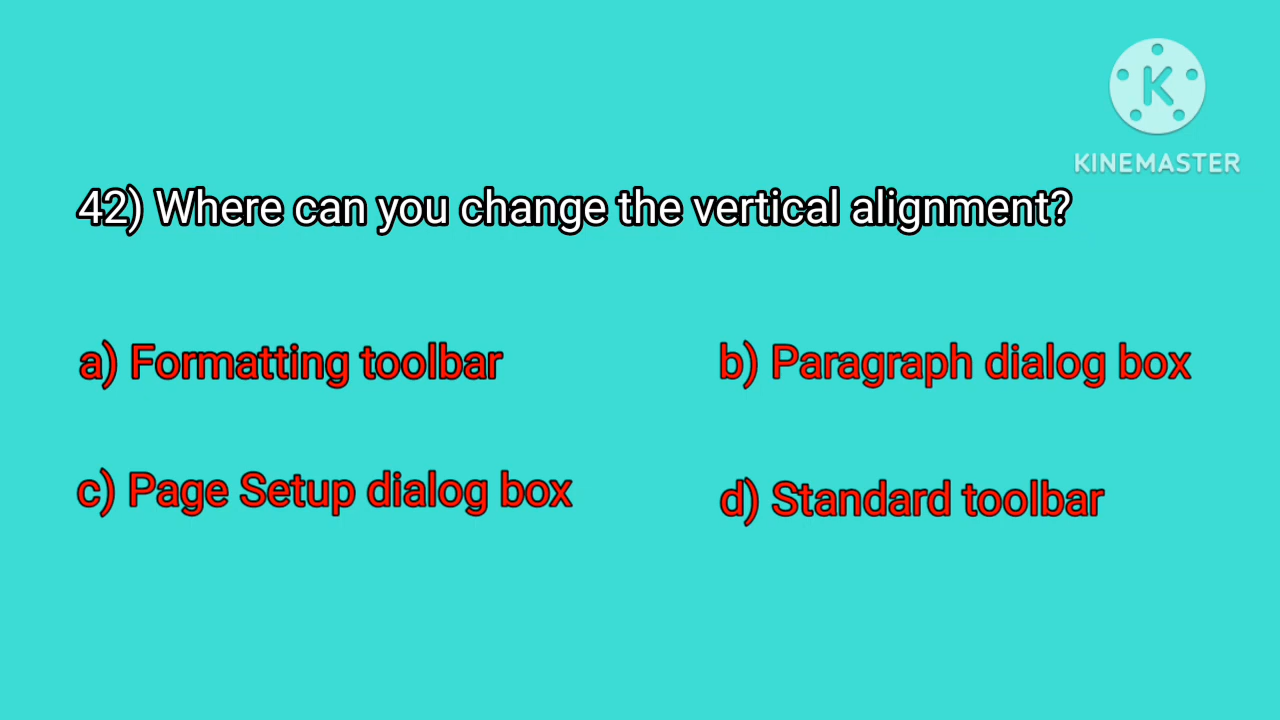 KINEMASTER
42) Where can you change the vertical alignment?
a) Formatting toolbar
b) Paragraph dialog box
c) Page Setup dialog box
d) Standard toolbar